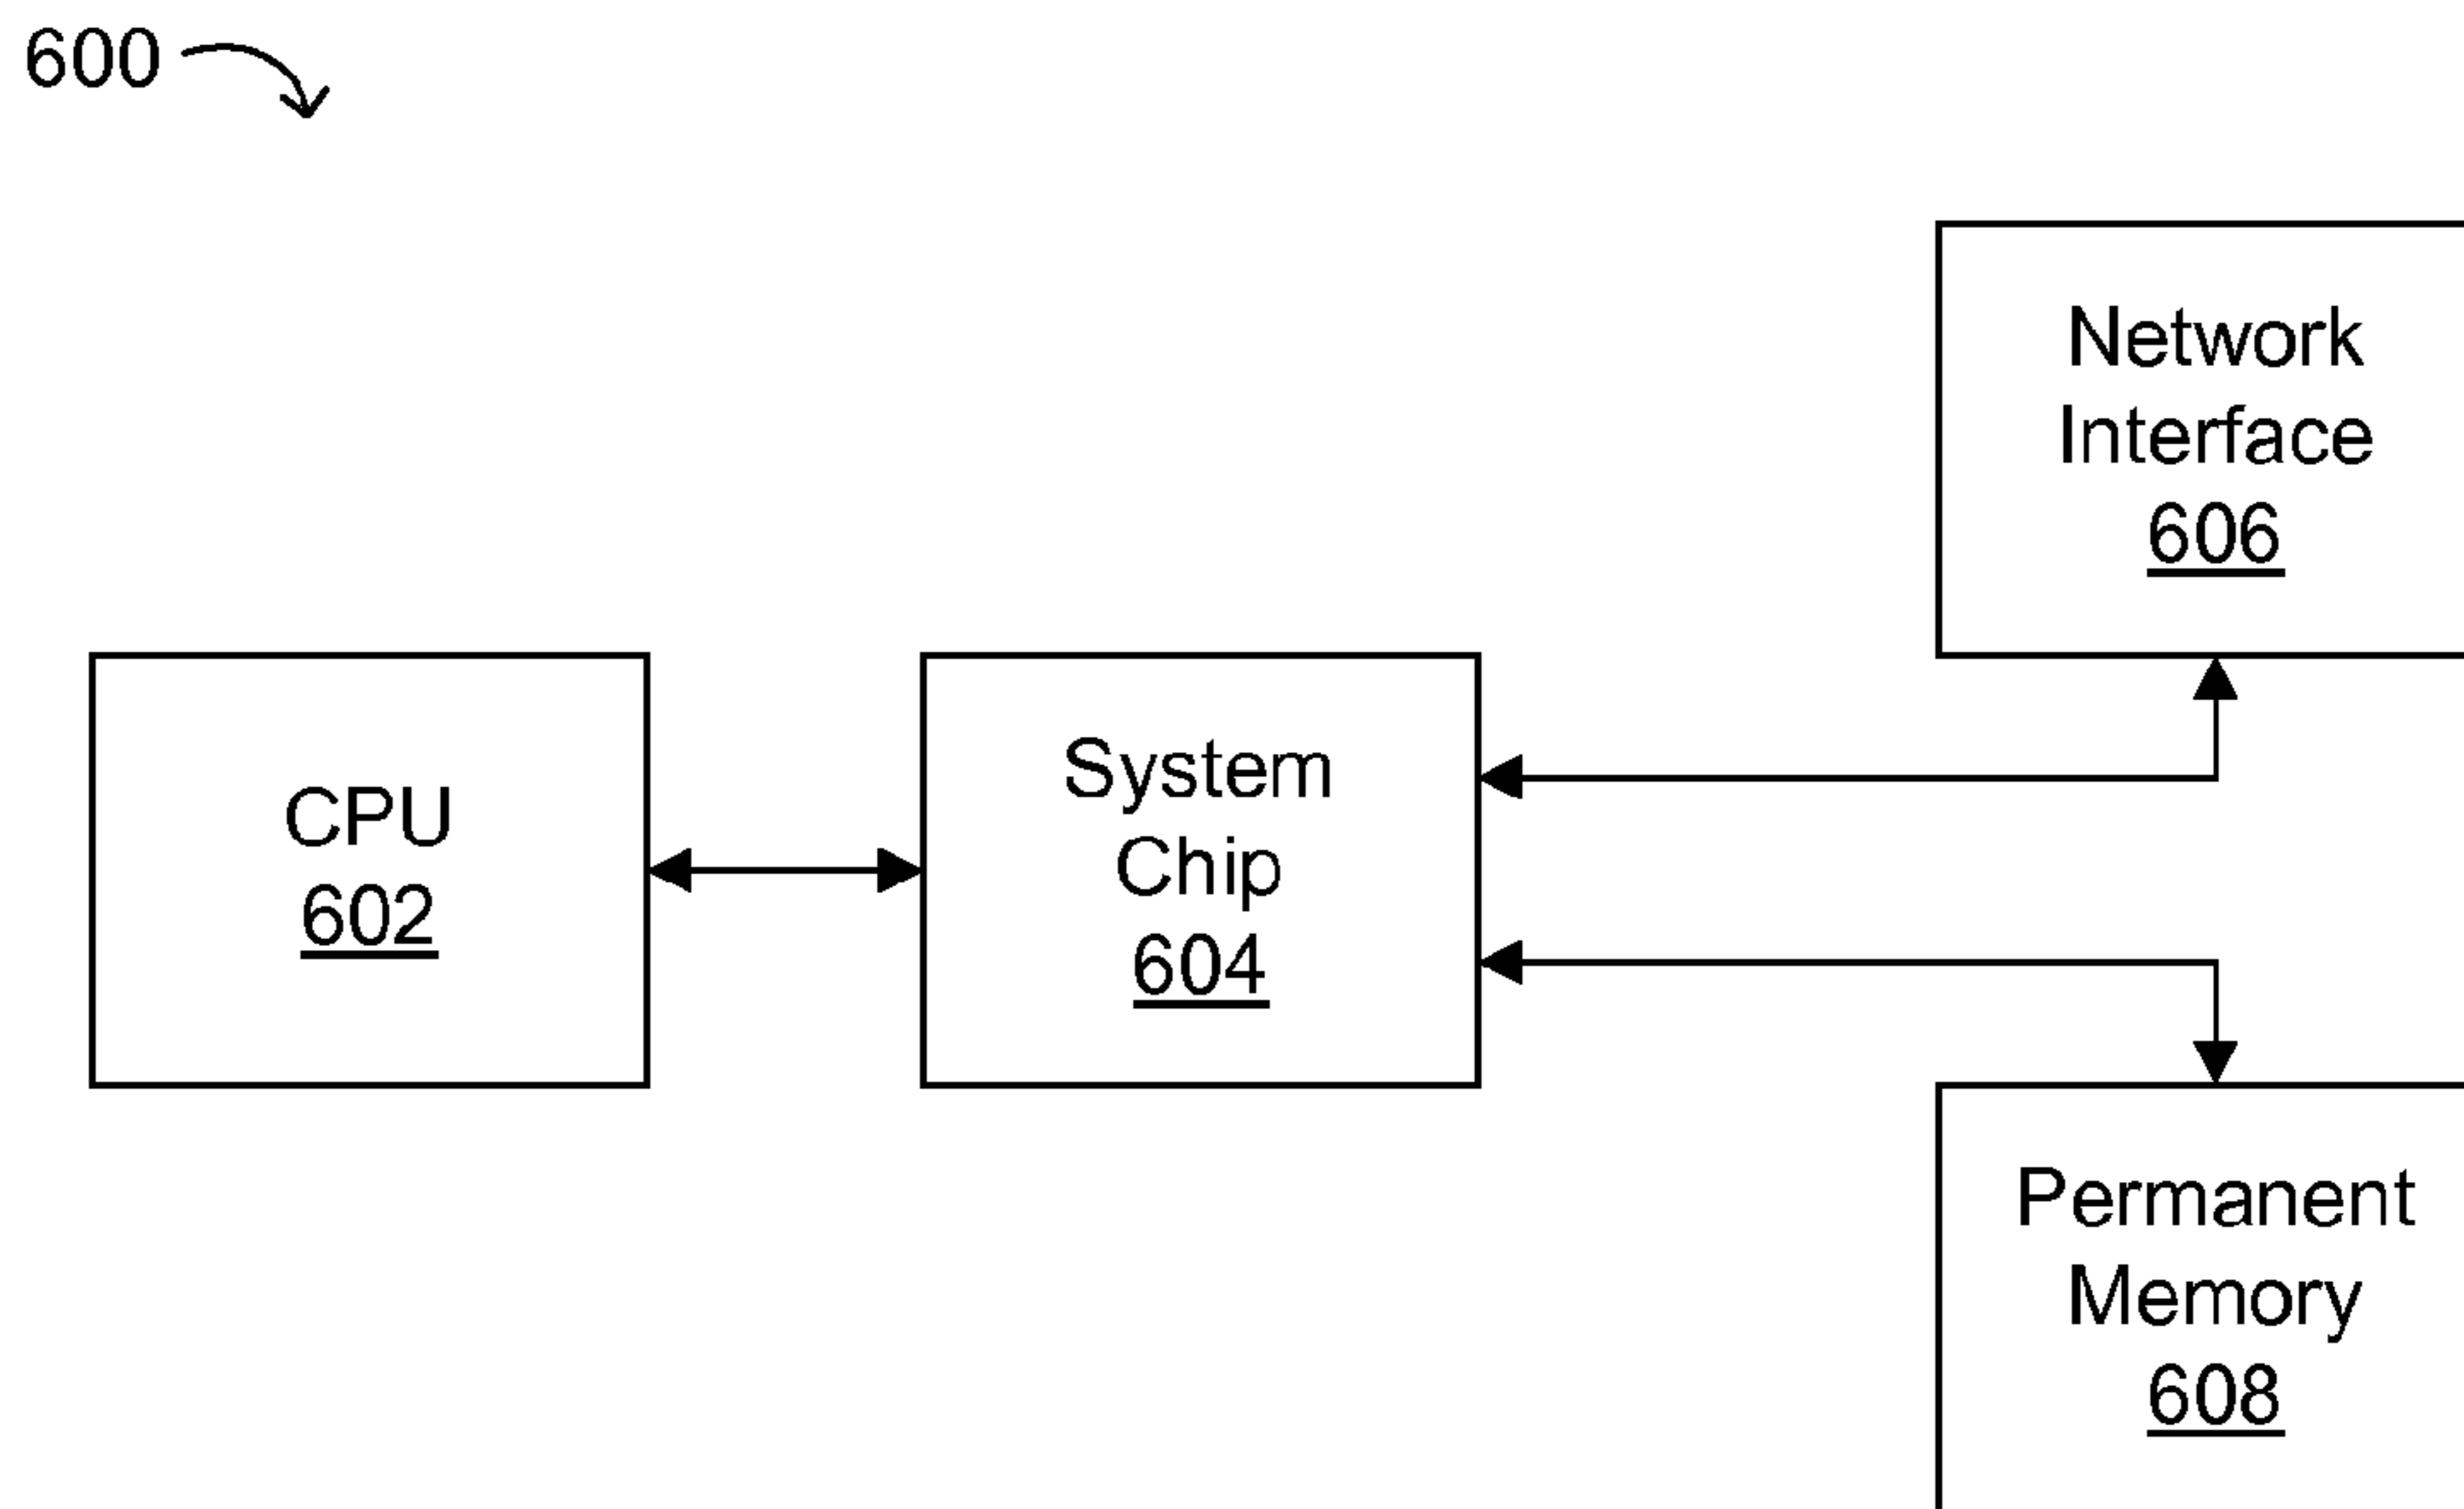 600
Network
Interface
606
CPU
602
System
Chip
604
Permanent
Memory
608